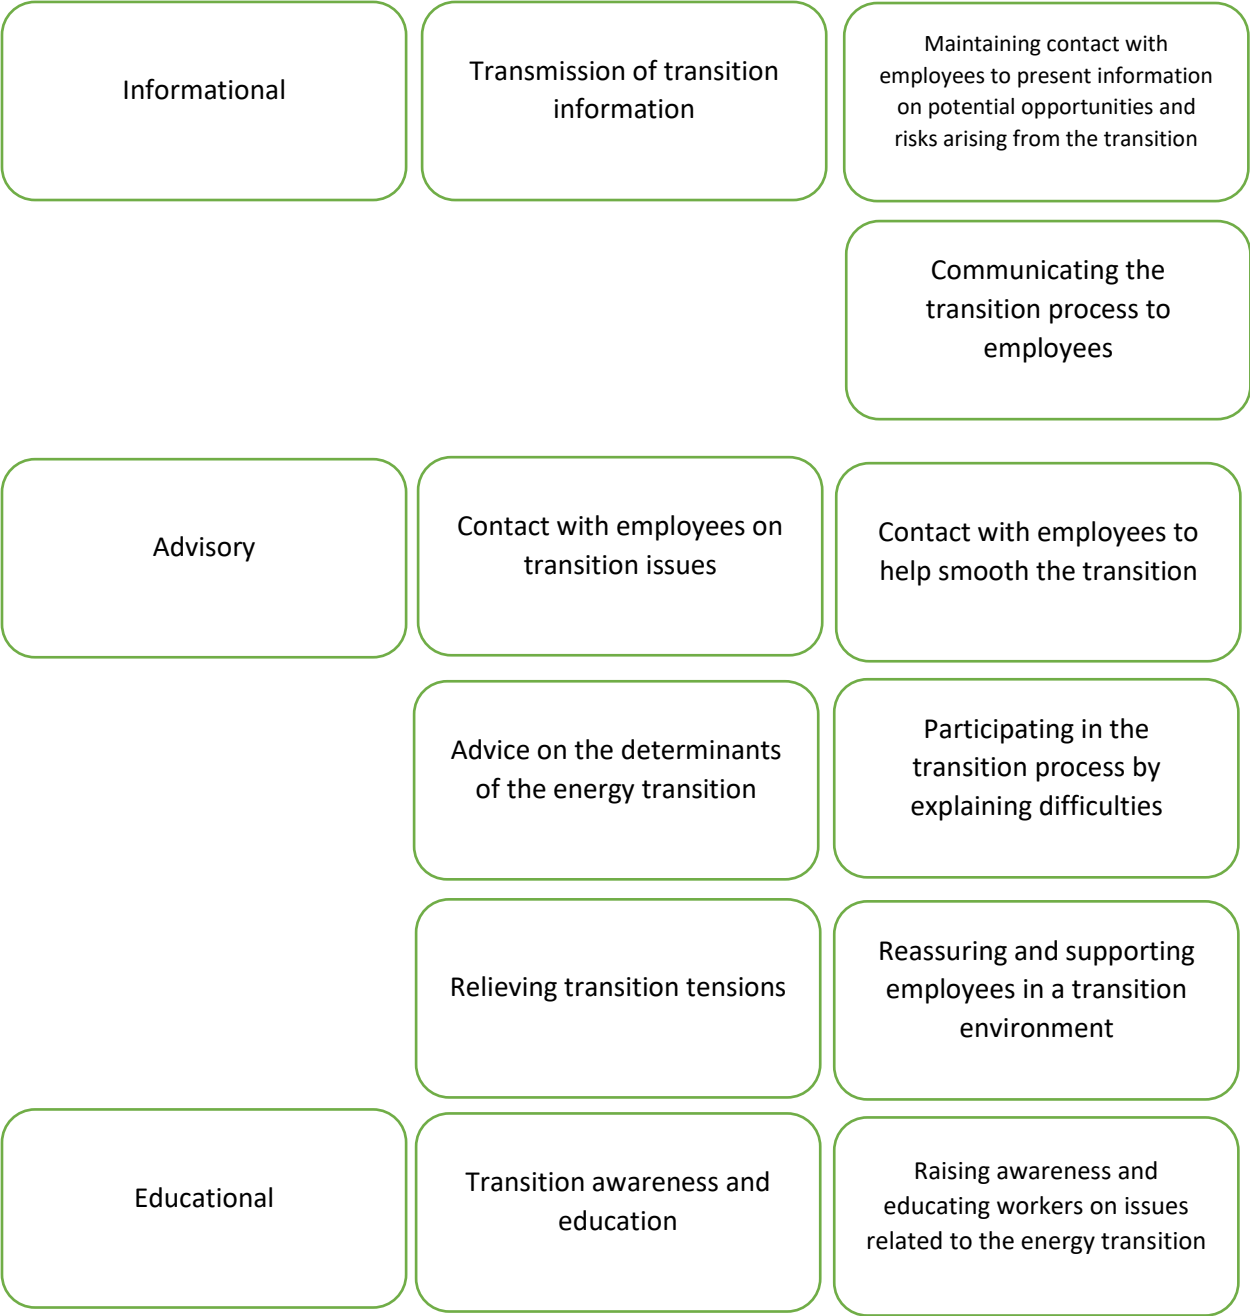 Informational
Transmission of transition
information
Maintaining contact with
employees to present information
on potential opportunities and
risks arising from the transition
Communicating the
transition process to
employees
Advisory
Contact with employees on
transition issues
Contact with employees to
help smooth the transition
Advice on the determinants
of the energy transition
Participating in the
transition process by
explaining difficulties
Relieving transition tensions
Reassuring and supporting
employees in a transition
environment
Educational
Transition awareness and
education
Raising awareness and
educating workers on issues
related to the energy transition